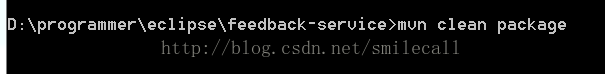 D:\programmer\eclipse\feedback-service>mvn clean package
http://blog.csdn.net/smilecall